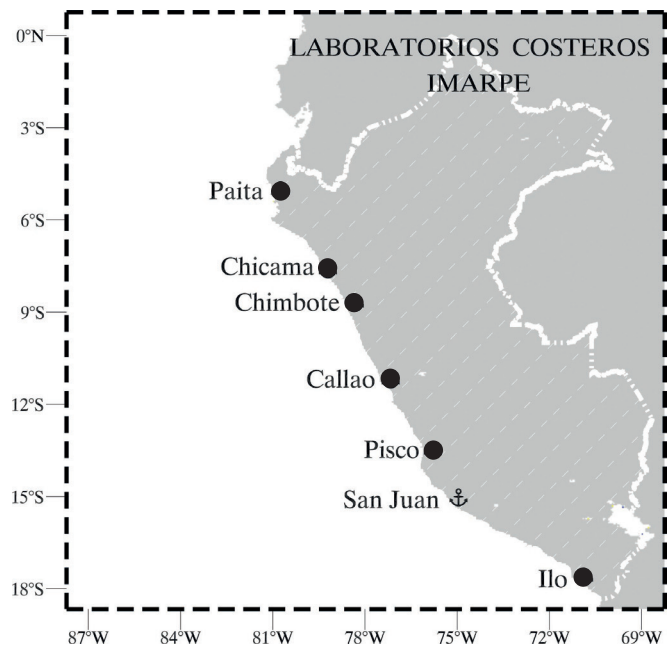 0°N
LABORATORIOS COSTEROS
IMARPE
3°S
Paita
6°S
Chicama
Chimbote
9°S
Callao
12°S
Pisco
San Juan
15°S
Ilo
18°S
87°W 84°W 81°W 78°W 75°W 72°W 69°W